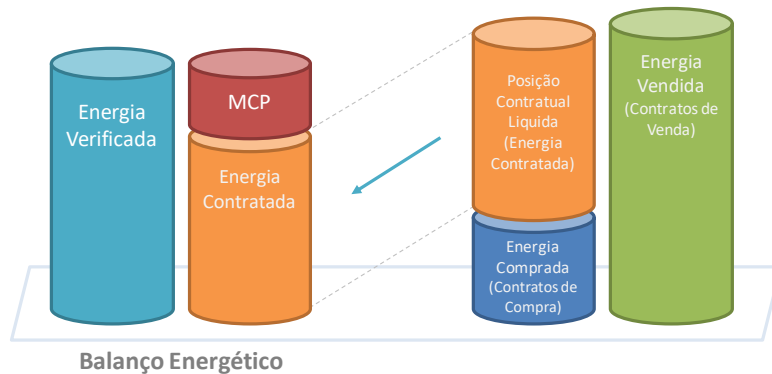 Energia
Verificada
MCP
Energia
Contratada
Posição
Contratual
Liquida
(Energia
Contratada)
Energia
Comprada
(Contratos de
Compra)
Energia
Vendida
(Contratos de
Venda)
Balanço Energético